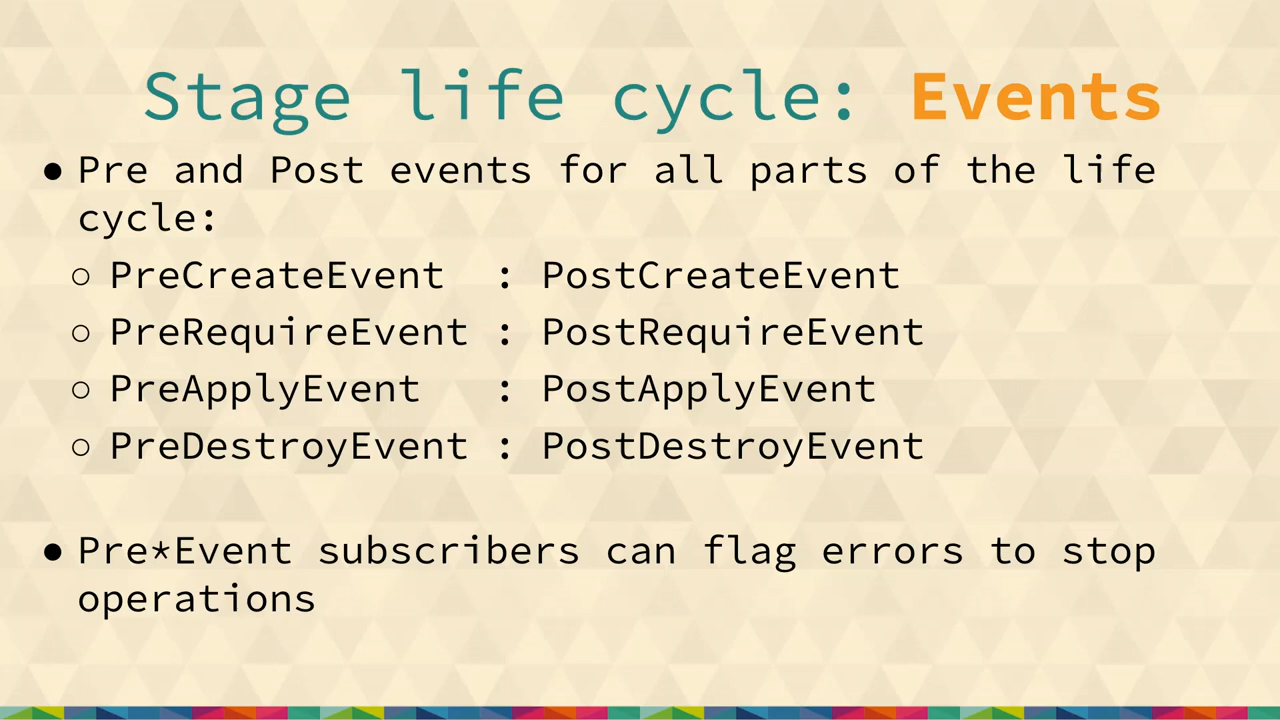 Stage life cycle: Events
● Pre and Post events for all parts of the life
cycle:
○ PreCreateEvent  : PostCreateEvent
○ PreRequireEvent : PostRequireEvent
○ PreApplyEvent   : PostApplyEvent
○ PreDestroyEvent : PostDestroyEvent
● Pre*Event subscribers can flag errors to stop
operations